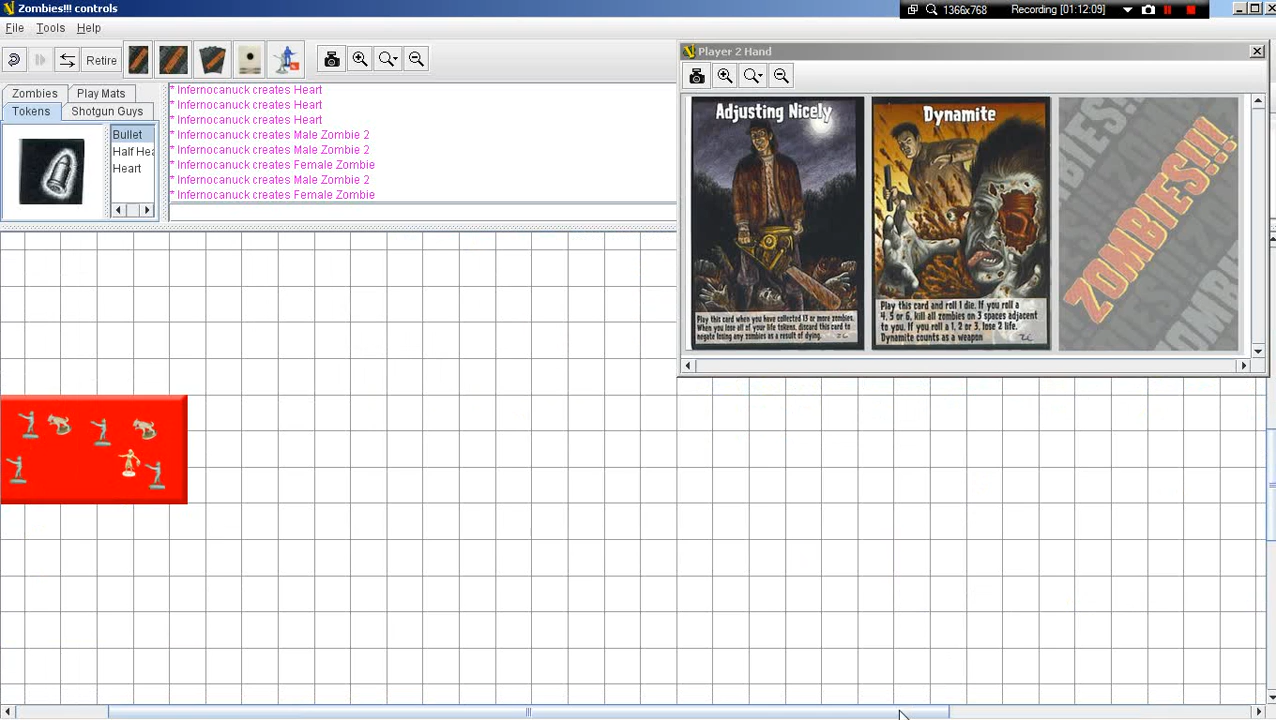 Zombies!!! controls
1366x768
Recording [01:12:09]
File Tools Help
Retire
Player 2 Hand
Zombies Play Mats
Tokens Shotgun Guys
Bullet
Half Hea
Heart
* Infernocanuck creates Heart
* Infernocanuck creates Heart
* Infernocanuck creates Heart
* Infernocanuck creates Male Zombie 2
* Infernocanuck creates Male Zombie 2
* Infernocanuck creates Female Zombie
* Infernocanuck creates Male Zombie 2
* Infernocanuck creates Female Zombie
Adjusting Nicely
Play this card when you have collected 13 or more zombies.
When you lose all of your life tokens, discard this card to
negate losing any zombies as a result of dying.
Dynamite
Play this card and roll 1 die. If you roll a
4, 5 or 6, kill all zombies on 3 spaces adjacent
to you. If you roll a 1, 2 or 3, lose 2 life.
Dynamite counts as a weapon
ZOMBIES!!!